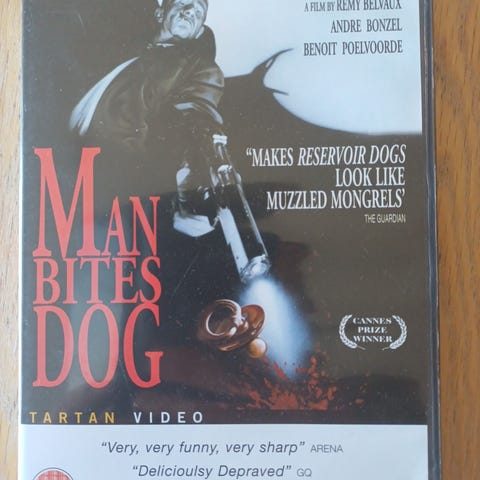 A FILM BY REMY BELVAUX
ANDRE BONZEL
BENOIT POELVOORDE
"MAKES RESERVOIR DOGS
LOOK LIKE
MUZZLED MONGRELS'
THE GUARDIAN
MAN
BITES
DOG
CANNES
PRIZE
WINNER
TARTAN VIDEO
"Very, very funny, very sharp" ARENA
"Delicioulsy Depraved" GQ